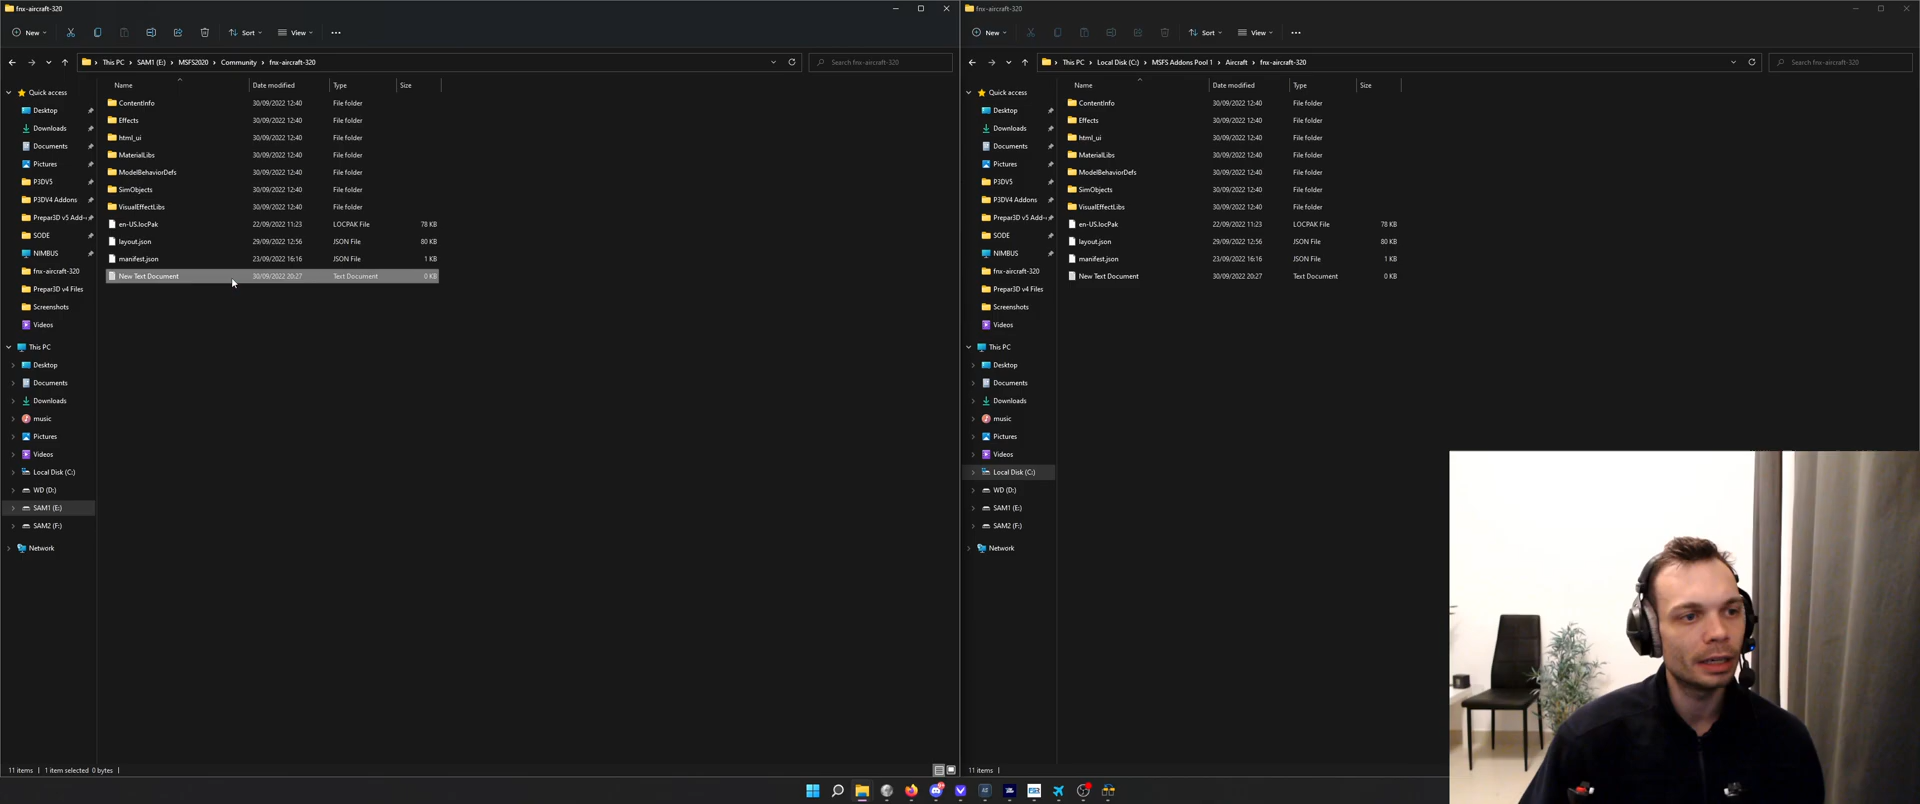 fnx-aircraft-320
New
Sort
View
This PC > SAM1 (E:) > MSFS2020 > Community > fnx-aircraft-320
Search fnx-aircraft-320
Name Date modified Type Size
Quick access
Desktop
Downloads
Documents
Pictures
P3DV5
P3DV4 Addons
Prepar3D v5 Add-
SODE
NIMBUS
fnx-aircraft-320
Prepar3D v4 Files
Screenshots
Videos
This PC
Desktop
Documents
Downloads
music
Pictures
Videos
Local Disk (C:)
WD (D:)
SAM1 (E:)
SAM2 (F:)
Network
ContentInfo 30/09/2022 12:40 File folder
Effects 30/09/2022 12:40 File folder
html_ui 30/09/2022 12:40 File folder
MaterialLibs 30/09/2022 12:40 File folder
ModelBehaviorDefs 30/09/2022 12:40 File folder
SimObjects 30/09/2022 12:40 File folder
VisualEffectLibs 30/09/2022 12:40 File folder
en-US.locPak 22/09/2022 11:23 LOCPAK File 78 KB
layout.json 29/09/2022 12:56 JSON File 80 KB
manifest.json 23/09/2022 16:16 JSON File 1 KB
New Text Document 30/09/2022 20:27 Text Document 0 KB
11 items | 1 item selected 0 bytes |
fnx-aircraft-320
New
Sort
View
This PC > Local Disk (C:) > MSFS Addons Pool 1 > Aircraft > fnx-aircraft-320
Search fnx-aircraft-320
Name Date modified Type Size
Quick access
Desktop
Downloads
Documents
Pictures
P3DV5
P3DV4 Addons
Prepar3D v5 Add-
SODE
NIMBUS
fnx-aircraft-320
Prepar3D v4 Files
Screenshots
Videos
This PC
Desktop
Documents
Downloads
music
Pictures
Videos
Local Disk (C:)
WD (D:)
SAM1 (E:)
SAM2 (F:)
Network
ContentInfo 30/09/2022 12:40 File folder
Effects 30/09/2022 12:40 File folder
html_ui 30/09/2022 12:40 File folder
MaterialLibs 30/09/2022 12:40 File folder
ModelBehaviorDefs 30/09/2022 12:40 File folder
SimObjects 30/09/2022 12:40 File folder
VisualEffectLibs 30/09/2022 12:40 File folder
en-US.locPak 22/09/2022 11:23 LOCPAK File 78 KB
layout.json 29/09/2022 12:56 JSON File 80 KB
manifest.json 23/09/2022 16:16 JSON File 1 KB
New Text Document 30/09/2022 20:27 Text Document 0 KB
11 items |